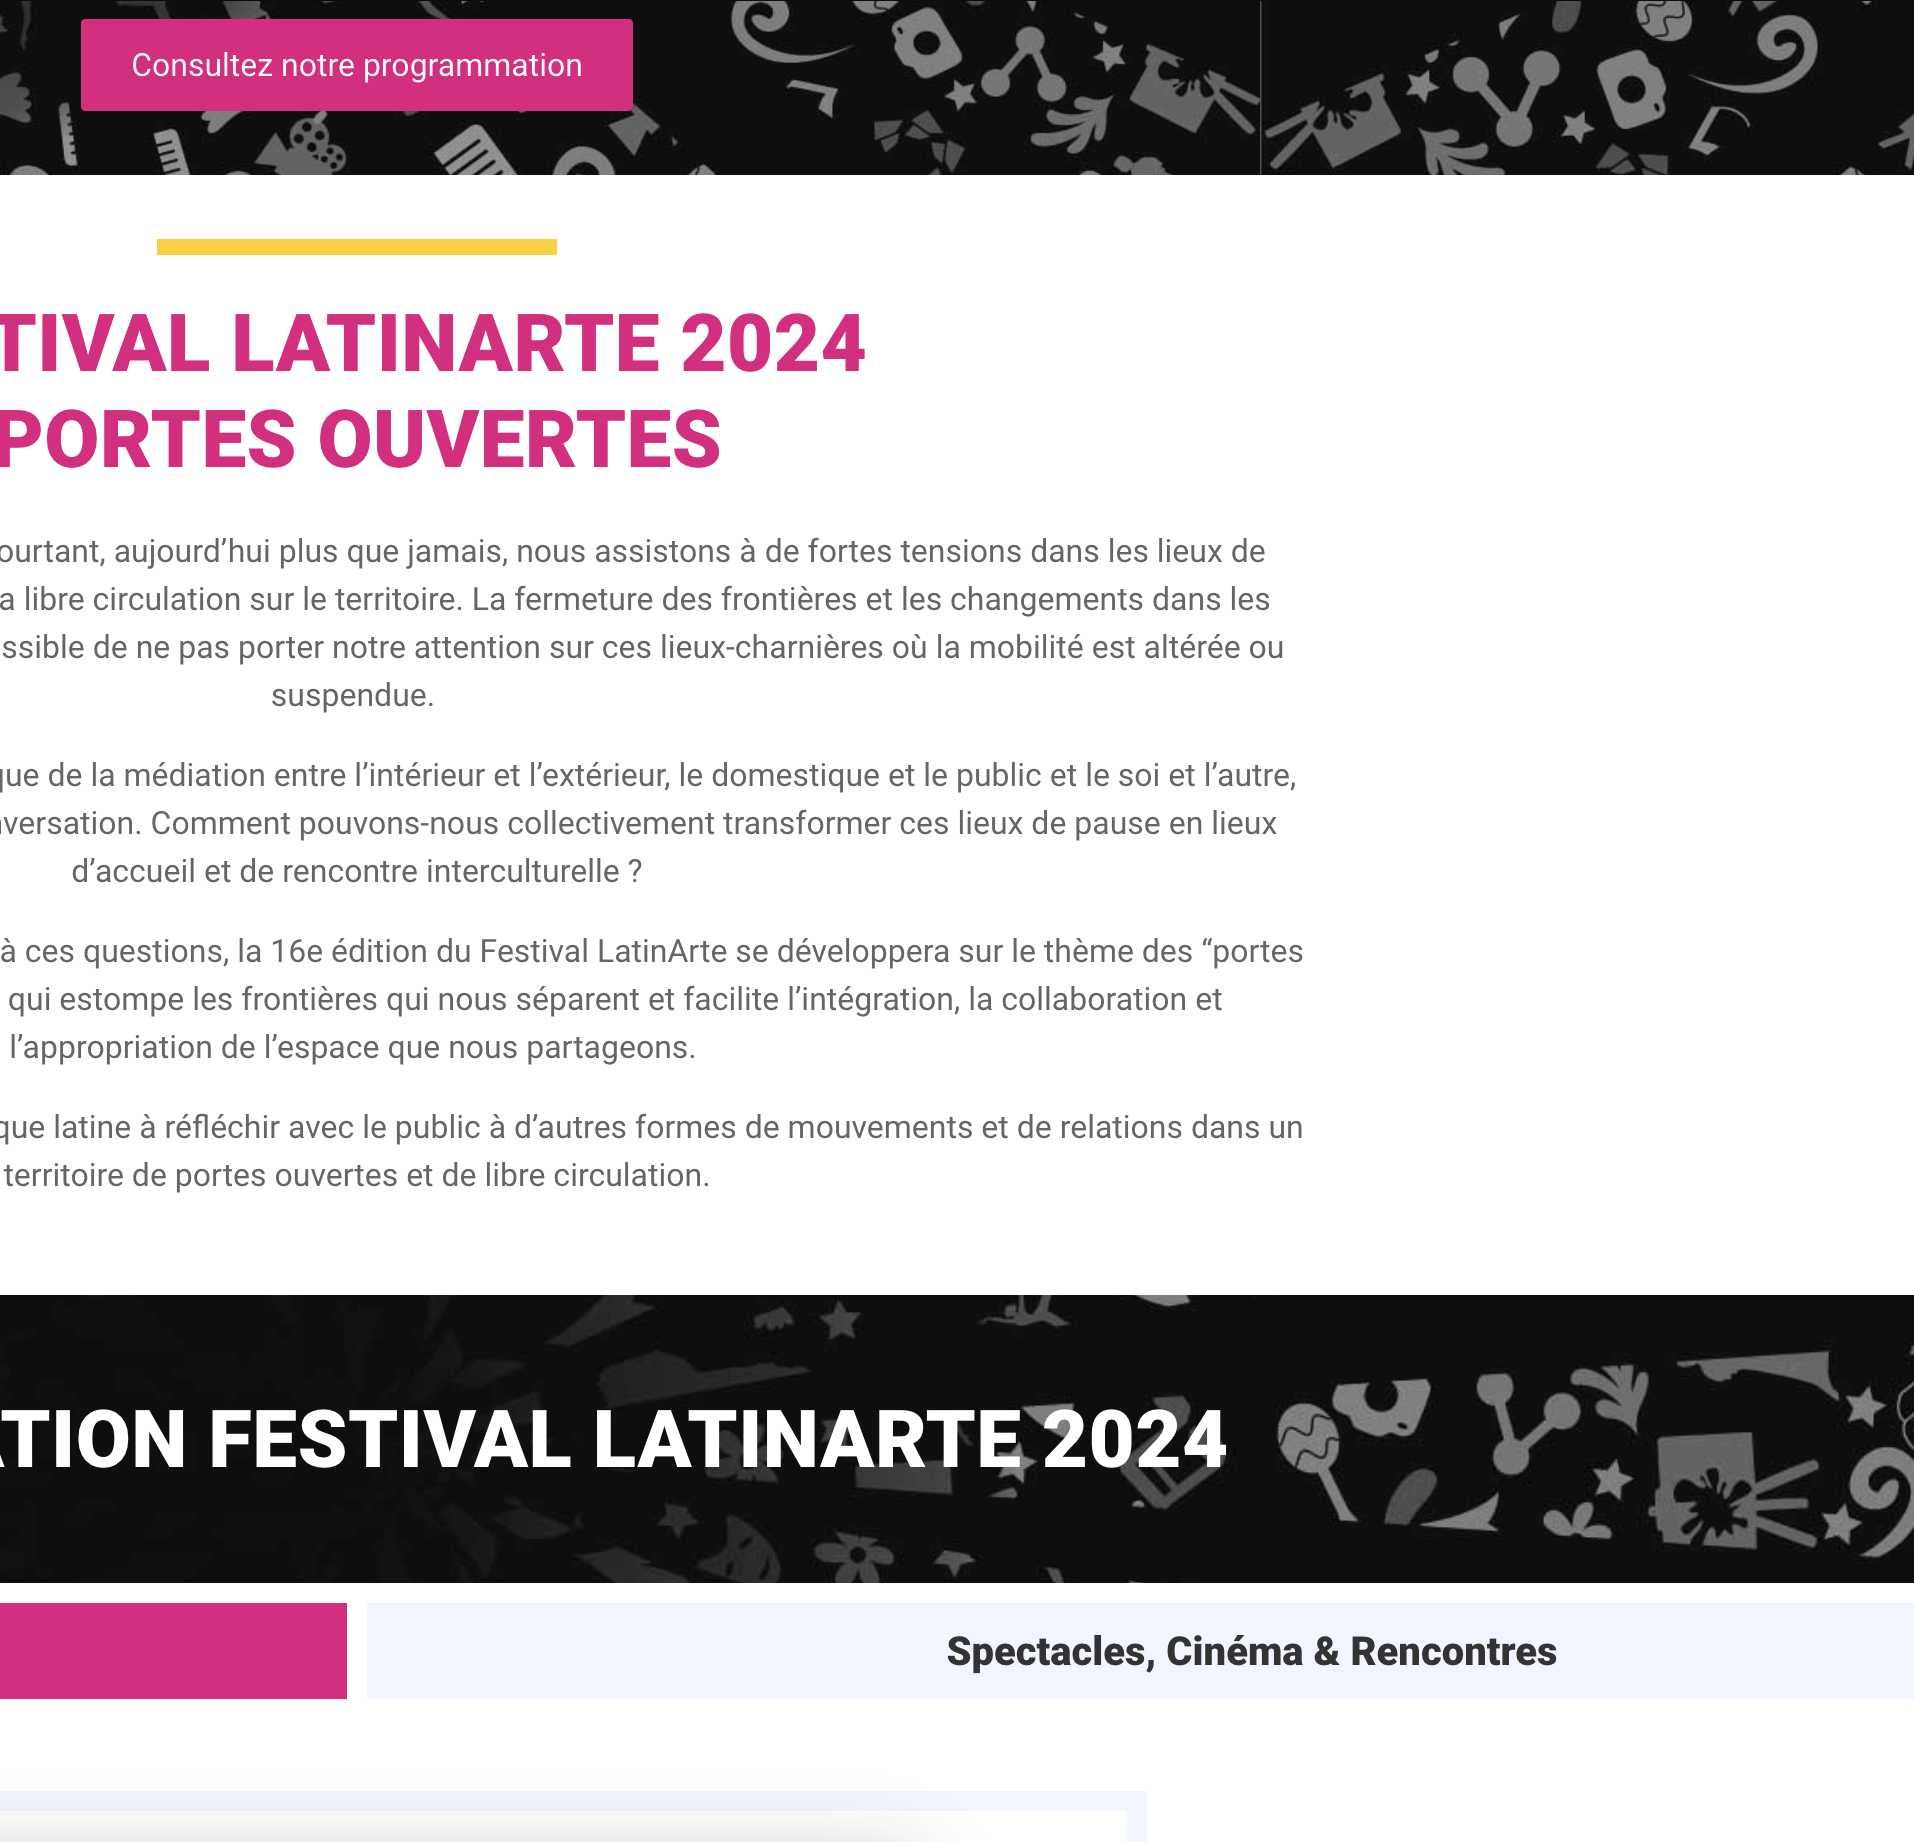 Consultez notre programmation
TIVAL LATINARTE 2024
PORTES OUVERTES
ourtant, aujourd’hui plus que jamais, nous assistons à de fortes tensions dans les lieux de
a libre circulation sur le territoire. La fermeture des frontières et les changements dans les
ssible de ne pas porter notre attention sur ces lieux-charnières où la mobilité est altérée ou
suspendue.
que de la médiation entre l’intérieur et l’extérieur, le domestique et le public et le soi et l’autre,
versation. Comment pouvons-nous collectivement transformer ces lieux de pause en lieux
d’accueil et de rencontre interculturelle ?
à ces questions, la 16e édition du Festival LatinArte se développera sur le thème des “portes
qui estompe les frontières qui nous séparent et facilite l’intégration, la collaboration et
l’appropriation de l’espace que nous partageons.
que latine à réfléchir avec le public à d’autres formes de mouvements et de relations dans un
territoire de portes ouvertes et de libre circulation.
ATION FESTIVAL LATINARTE 2024
Spectacles, Cinéma & Rencontres